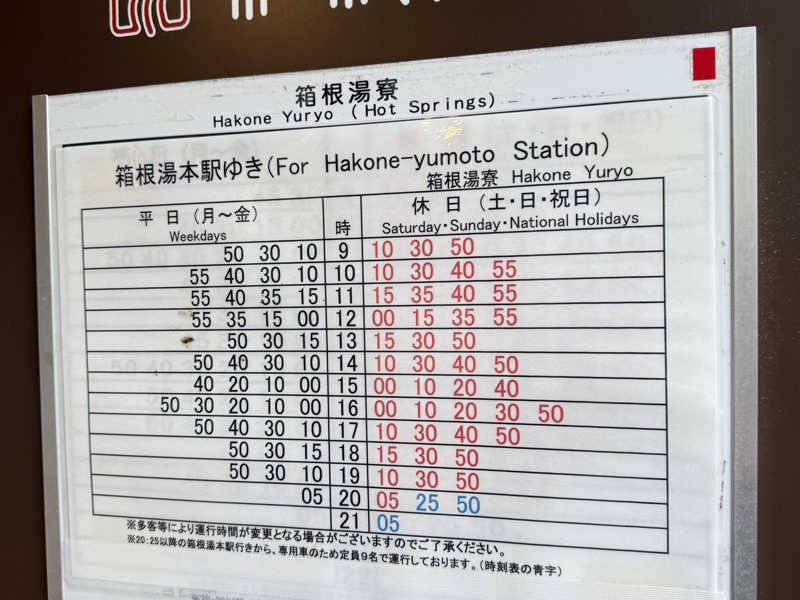 箱根湯寮
Hakone Yuryo (Hot Springs)
箱根湯本駅ゆき(For Hakone-yumoto Station)
箱根湯寮 Hakone Yuryo
平日(月～金) 時 休日(土・日・祝日)
Weekdays Saturday・Sunday・National Holidays
50 30 10 9 10 30 50
55 40 30 10 10 10 30 40 55
55 40 35 15 11 15 35 40 55
55 35 15 00 12 00 15 35 55
50 30 15 13 15 30 50
50 40 30 10 14 10 30 40 50
40 20 10 00 15 00 10 20 40
50 30 20 10 00 16 00 10 20 30 50
50 40 30 10 17 10 30 40 50
50 30 15 18 15 30 50
50 30 10 19 10 30 50
05 20 05 25 50
21 05
※多客等により運行時間が変更となる場合がございますのでご了承ください。
※20:25以降の箱根湯本駅行きから、専用車のため定員9名で運行しております。(時刻表の青字)